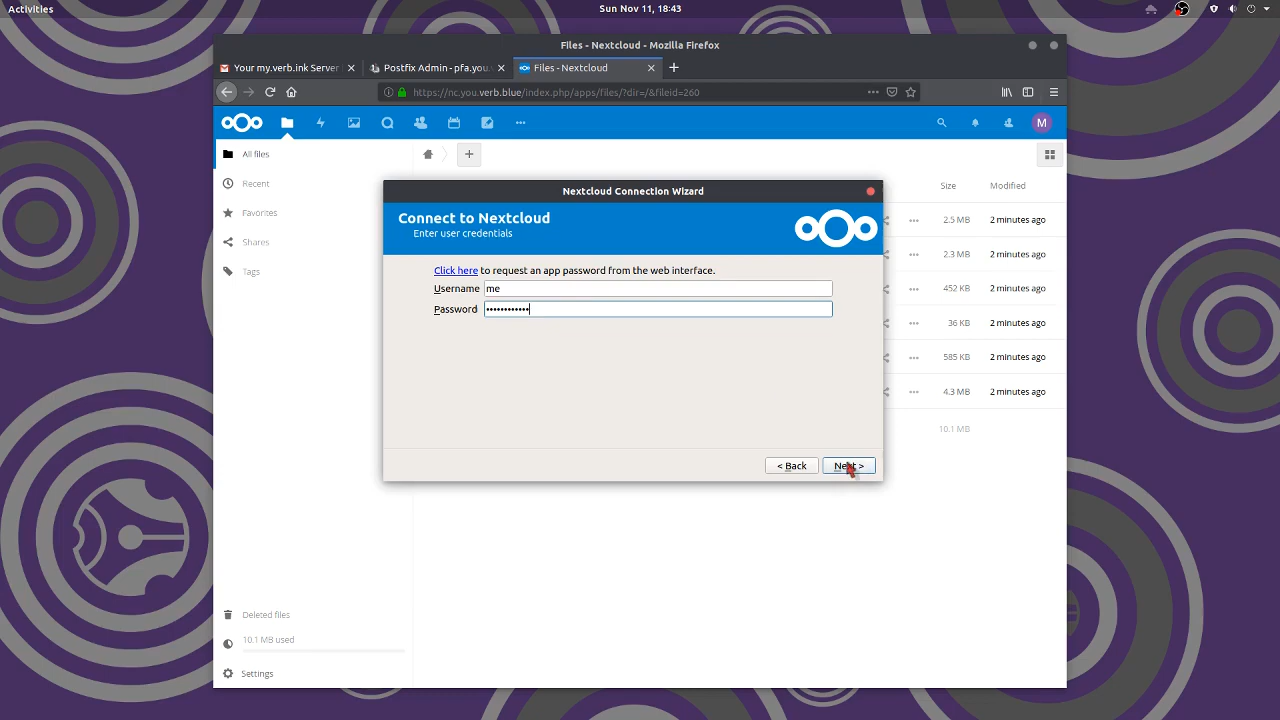 Activities
Sun Nov 11, 18:43
Files - Nextcloud - Mozilla Firefox
Your my.verb.ink Server
Postfix Admin - pfa.you.v
Files - Nextcloud
https://nc.you.verb.blue/index.php/apps/files/?dir=/&fileid=260
M
All files
Recent
Favorites
Shares
Tags
Size
Modified
2.5 MB
2 minutes ago
2.3 MB
2 minutes ago
452 KB
2 minutes ago
36 KB
2 minutes ago
585 KB
2 minutes ago
4.3 MB
2 minutes ago
10.1 MB
Nextcloud Connection Wizard
Connect to Nextcloud
Enter user credentials
Click here to request an app password from the web interface.
Username
me
Password
••••••••••••
< Back
Next >
Deleted files
10.1 MB used
Settings